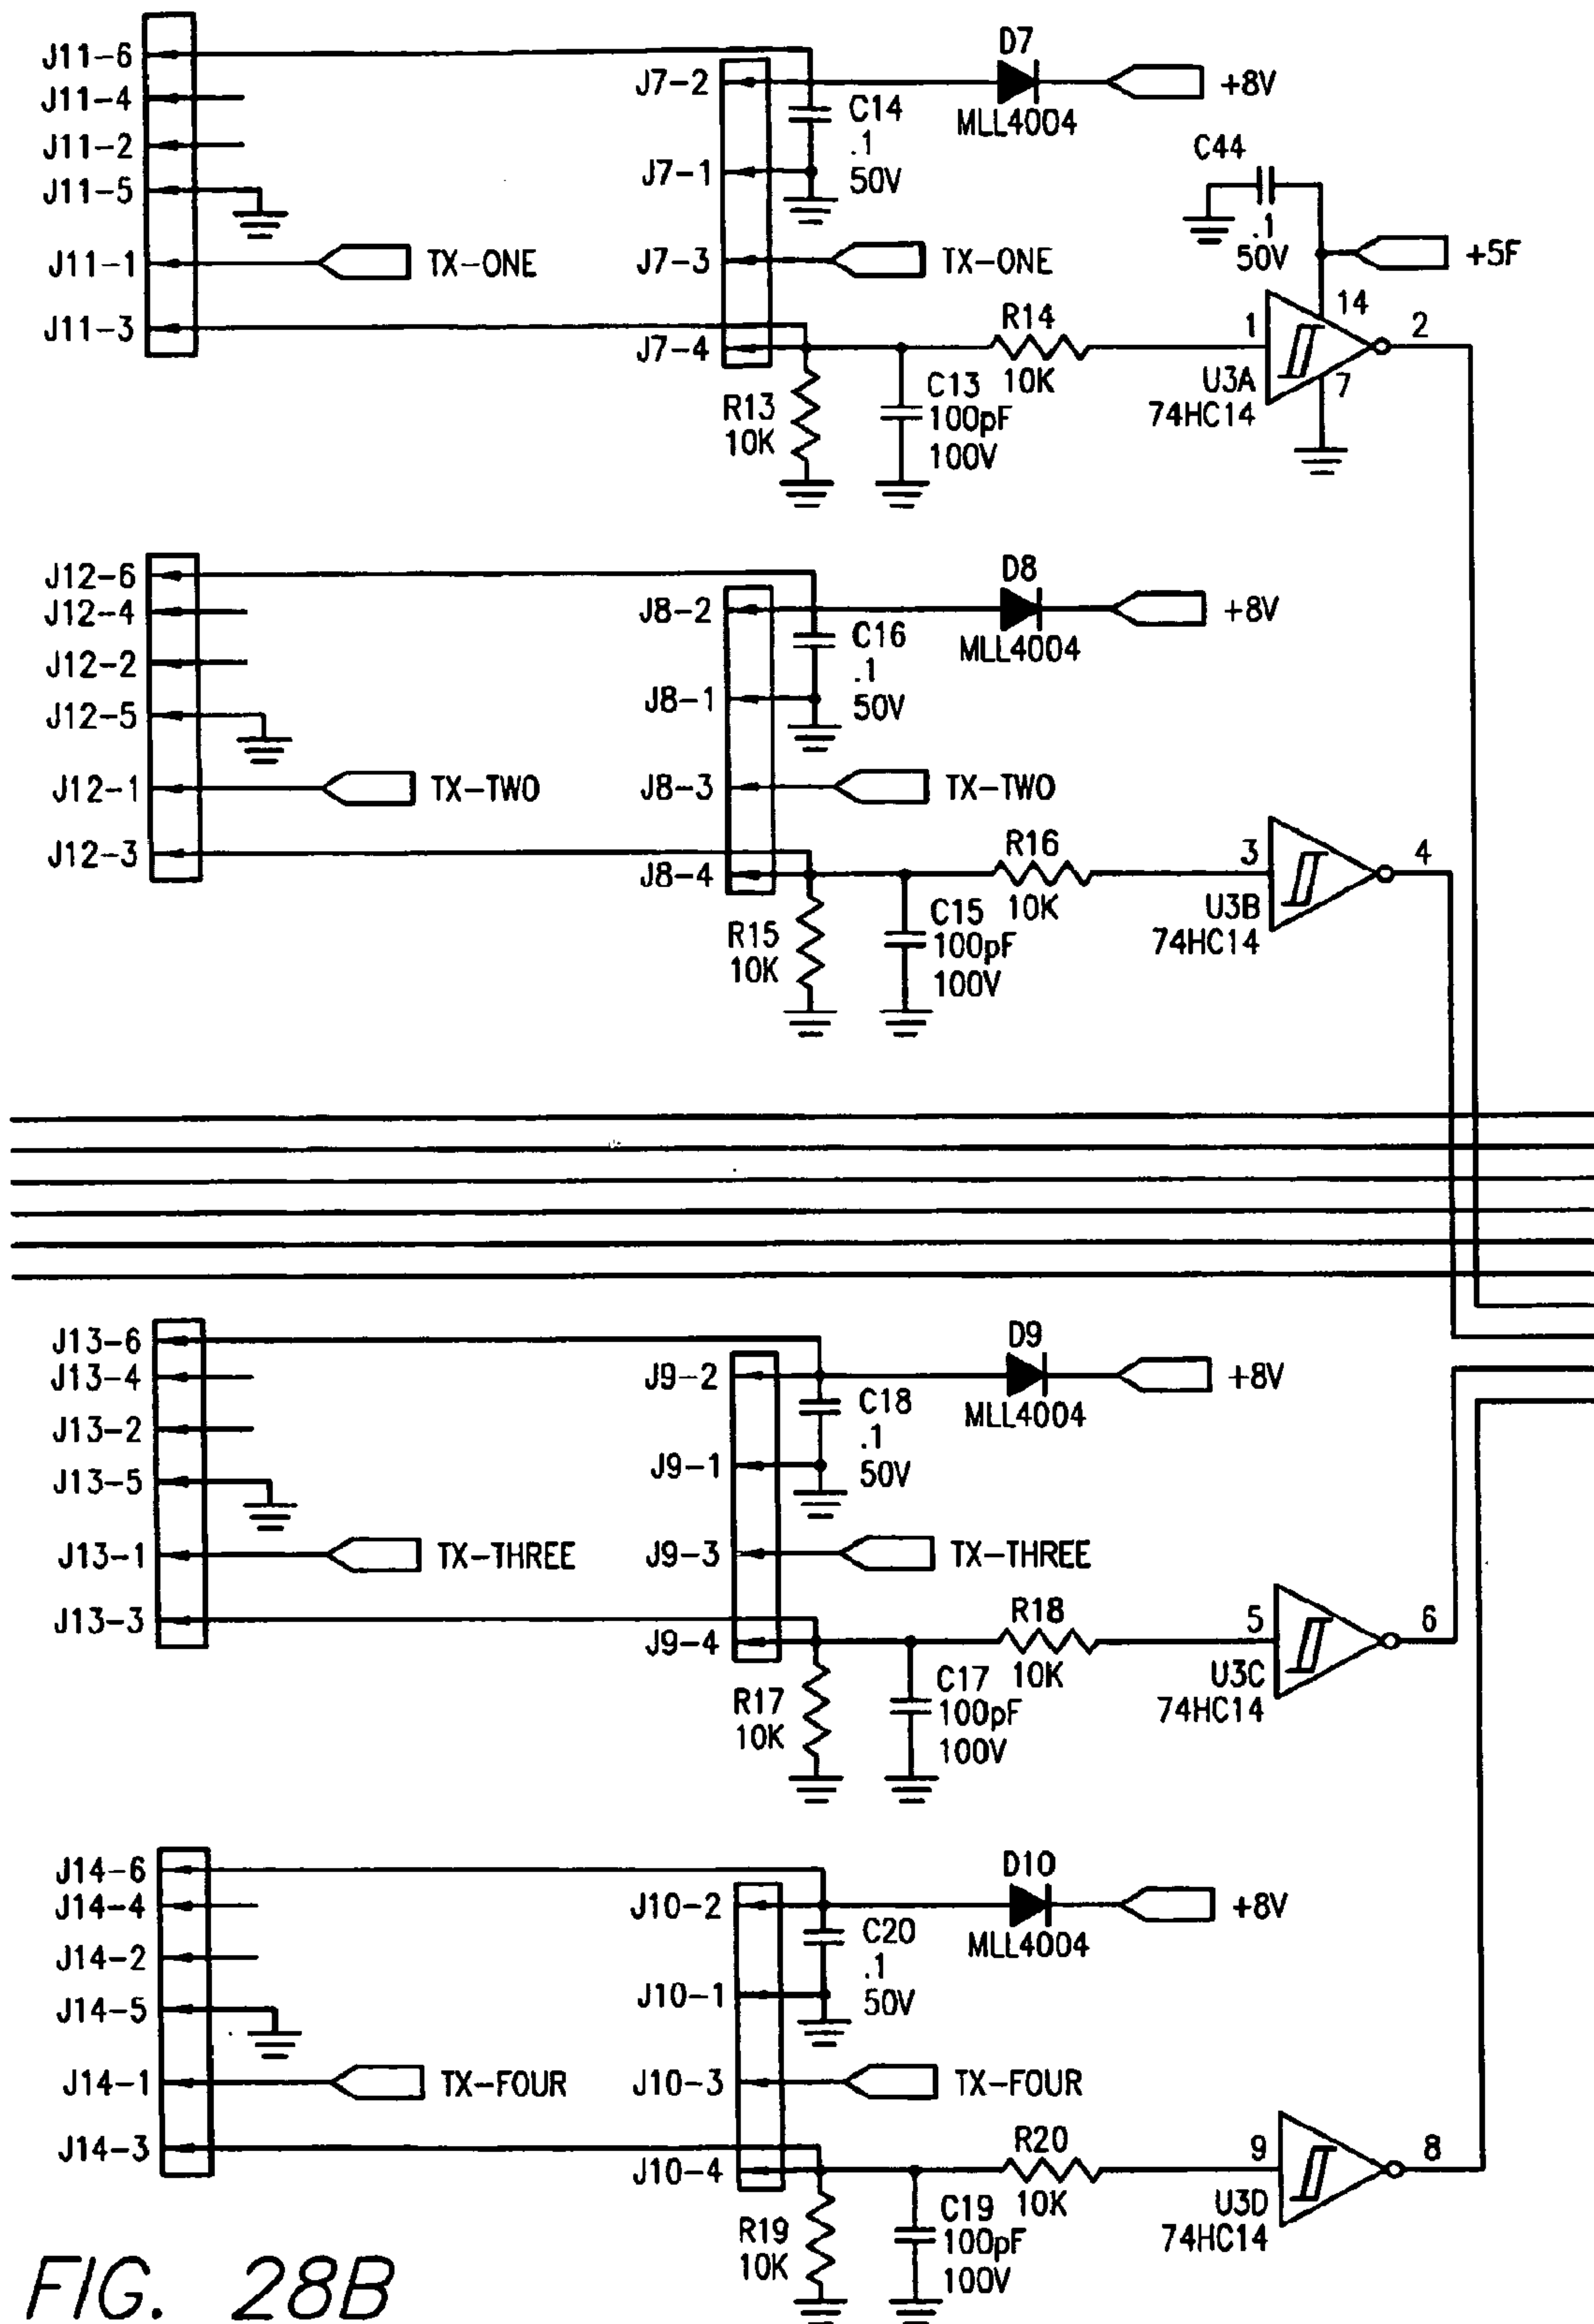 J11-6
J11-4
J11-2
J11-5
J11-1
TX-ONE
J11-3
J7-2
J7-1
J7-3
TX-ONE
J7-4
C14
.1
50V
D7
MLL4004
+8V
C44
.1
50V
+5F
R13
10K
C13
100pF
100V
R14
10K
1
14
2
7
U3A
74HC14
J12-6
J12-4
J12-2
J12-5
J12-1
TX-TWO
J12-3
J8-2
J8-1
J8-3
TX-TWO
J8-4
C16
.1
50V
D8
MLL4004
+8V
R15
10K
C15
100pF
100V
R16
10K
3
4
U3B
74HC14
J13-6
J13-4
J13-2
J13-5
J13-1
TX-THREE
J13-3
J9-2
J9-1
J9-3
TX-THREE
J9-4
C18
.1
50V
D9
MLL4004
+8V
R17
10K
C17
100pF
100V
R18
10K
5
6
U3C
74HC14
J14-6
J14-4
J14-2
J14-5
J14-1
TX-FOUR
J14-3
J10-2
J10-1
J10-3
TX-FOUR
J10-4
C20
.1
50V
D10
MLL4004
+8V
R19
10K
C19
100pF
100V
R20
10K
9
8
U3D
74HC14
FIG. 28B